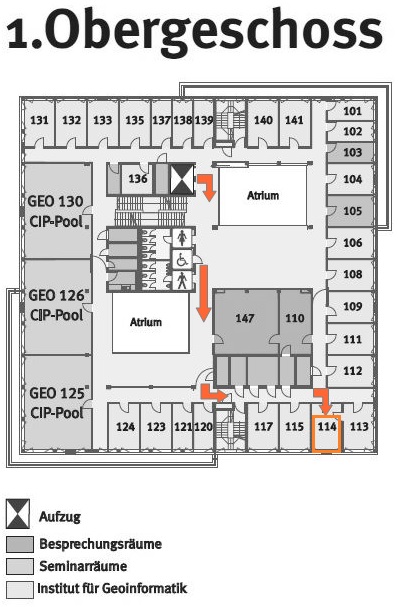 1.Obergeschoss
131 132 133 135 137 138 139 140 141 101
102
103
136 104
GEO 130
CIP-Pool
Atrium
105
106
GEO 126
CIP-Pool
108
Atrium
147 110
109
111
GEO 125
CIP-Pool
112
124 123 121 120 117 115 114 113
Aufzug
Besprechungsräume
Seminarräume
Institut für Geoinformatik